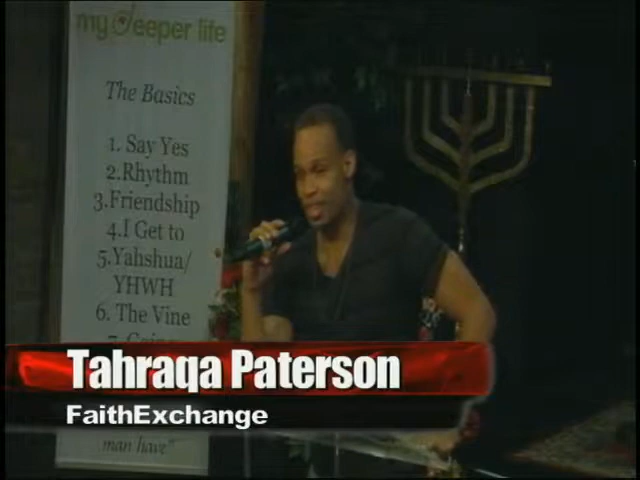 my deeper life
The Basics
1. Say Yes
2.Rhythm
3.Friendship
4.I Get to
5.Yahshua/
YHWH
6. The Vine
Tahraqa Paterson
FaithExchange
man have"